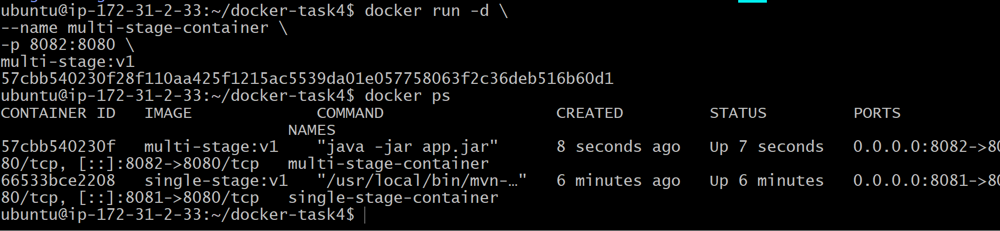 ubuntu@ip-172-31-2-33:~/docker-task4$ docker run -d \
--name multi-stage-container \
-p 8082:8080 \
multi-stage:v1
57cbb540230f28f110aa425f1215ac5539da01e057758063f2c36deb516b60d1
ubuntu@ip-172-31-2-33:~/docker-task4$ docker ps
CONTAINER ID   IMAGE             COMMAND                  CREATED         STATUS         PORTS
                              NAMES
57cbb540230f   multi-stage:v1    "java -jar app.jar"      8 seconds ago   Up 7 seconds   0.0.0.0:8082->80
80/tcp, [::]:8082->8080/tcp   multi-stage-container
66533bce2208   single-stage:v1   "/usr/local/bin/mvn-…"   6 minutes ago   Up 6 minutes   0.0.0.0:8081->80
80/tcp, [::]:8081->8080/tcp   single-stage-container
ubuntu@ip-172-31-2-33:~/docker-task4$